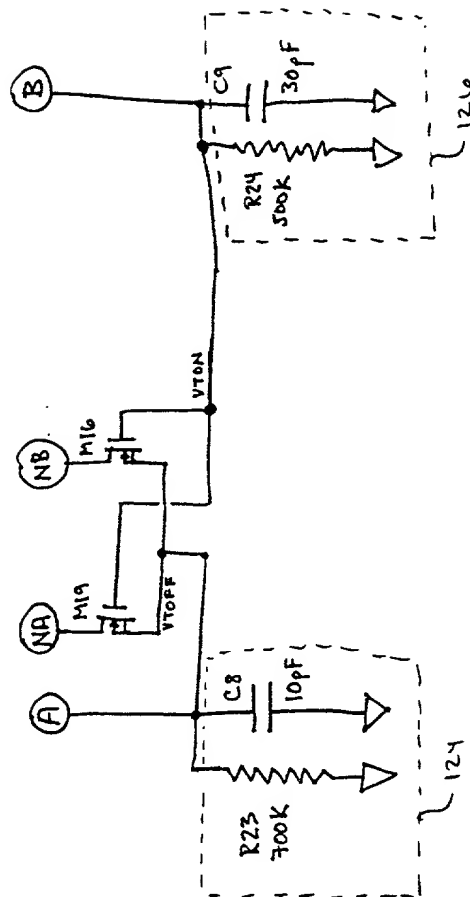 A
NA
NB
B
M19
M16
VTOFF
VTON
C8
10pF
R23
700K
124
C9
30pF
R24
500K
126